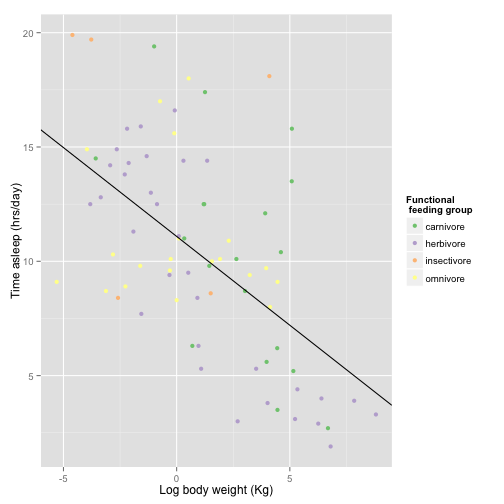 20
15
10
5
Time asleep (hrs/day)
-5 0 5
Log body weight (Kg)
Functional
feeding group
carnivore
herbivore
insectivore
omnivore